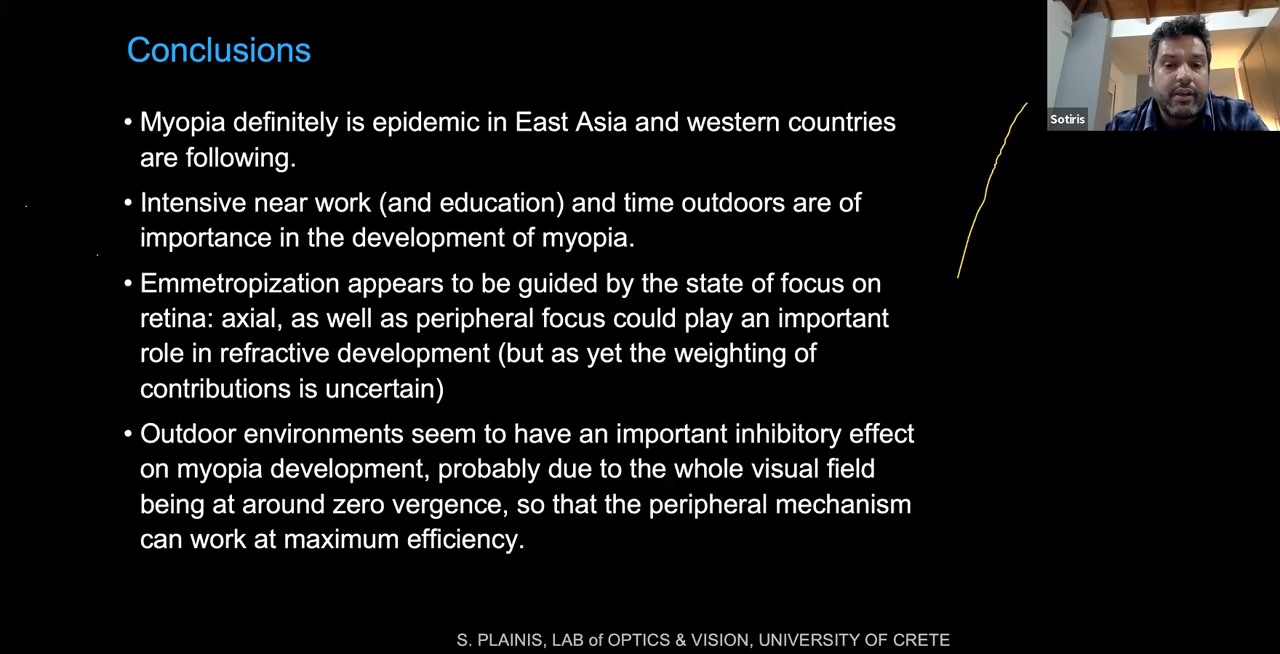 Conclusions
Sotiris
• Myopia definitely is epidemic in East Asia and western countries
are following.
• Intensive near work (and education) and time outdoors are of
importance in the development of myopia.
• Emmetropization appears to be guided by the state of focus on
retina: axial, as well as peripheral focus could play an important
role in refractive development (but as yet the weighting of
contributions is uncertain)
• Outdoor environments seem to have an important inhibitory effect
on myopia development, probably due to the whole visual field
being at around zero vergence, so that the peripheral mechanism
can work at maximum efficiency.
S. PLAINIS, LAB of OPTICS & VISION, UNIVERSITY OF CRETE